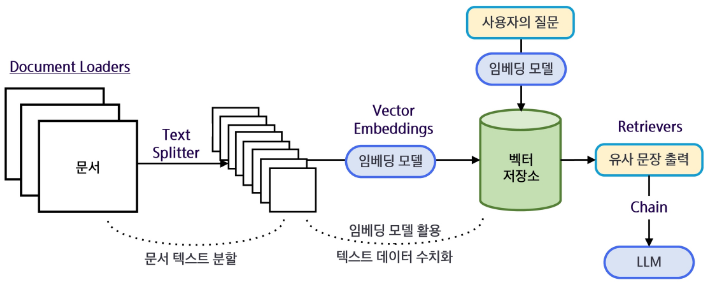 사용자의 질문
임베딩 모델
Document Loaders
문서
Text
Splitter
Vector
Embeddings
임베딩 모델
벡터
저장소
Retrievers
유사 문장 출력
Chain
LLM
문서 텍스트 분할
임베딩 모델 활용
텍스트 데이터 수치화